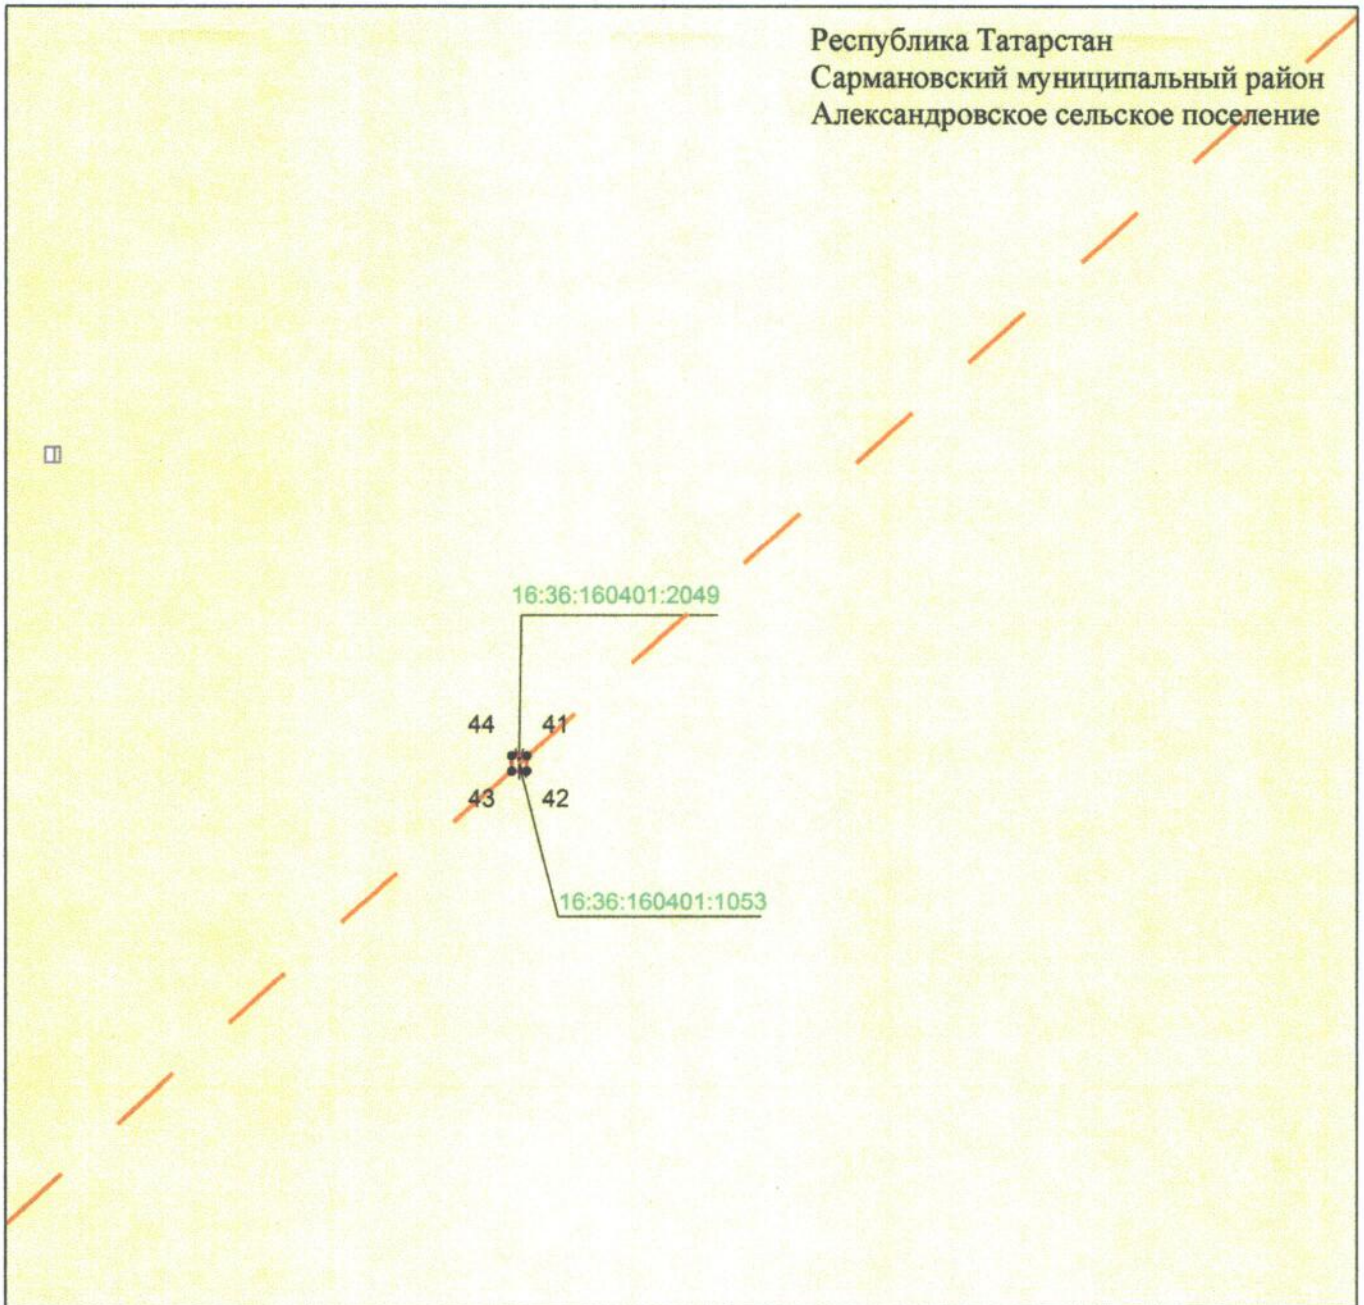 Республика Татарстан
Сармановский муниципальный район
Александровское сельское поселение
16:36:160401:2049
44 41
43 42
16:36:160401:1053